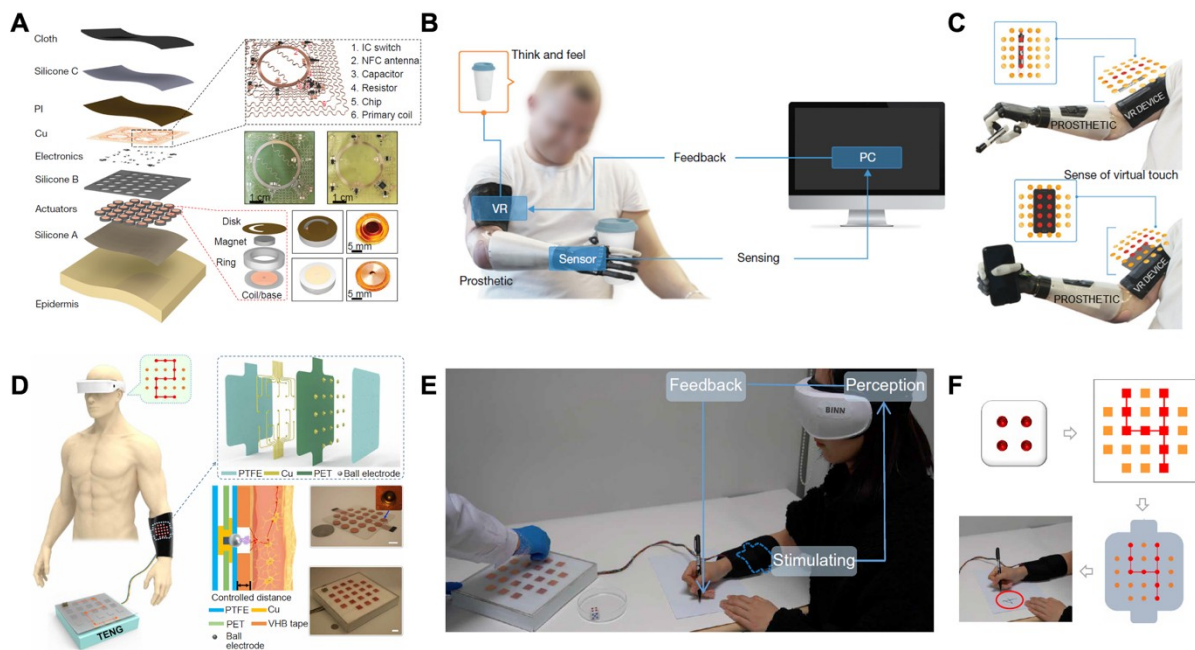 A
Cloth
Silicone C
PI
Cu
Electronics
Silicone B
Actuators
Silicone A
Epidermis
1. IC switch
2. NFC antenna
3. Capacitor
4. Resistor
5. Chip
6. Primary coil
1 cm
1 cm
Disk
Magnet
Ring
Coil/base
5 mm
5 mm
B
Think and feel
VR
Feedback
PC
Sensor
Sensing
Prosthetic
C
PROSTHETIC
VR DEVICE
Sense of virtual touch
PROSTHETIC
VR DEVICE
D
TENG
PTFE Cu PET Ball electrode
Controlled distance
PTFE Cu
PET VHB tape
Ball
electrode
E
Feedback
Perception
BINN
Stimulating
F